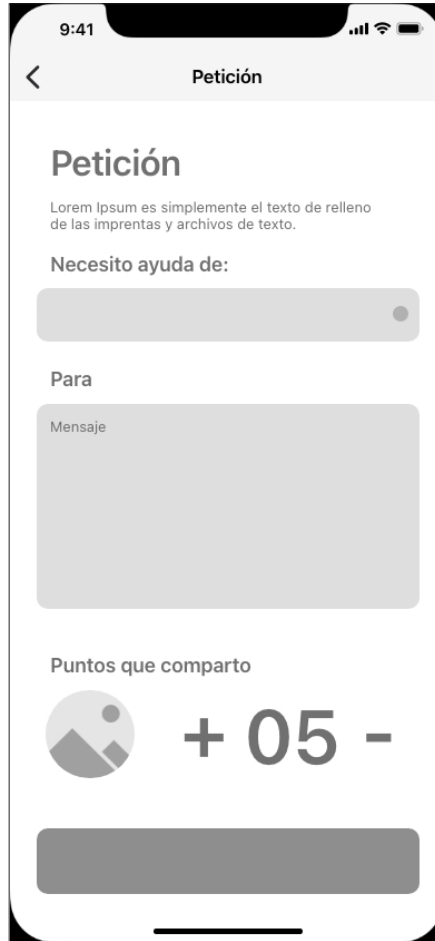 9:41
Petición
Petición
Lorem Ipsum es simplemente el texto de relleno
de las imprentas y archivos de texto.
Necesito ayuda de:
Para
Mensaje
Puntos que comparto
+ 05 -